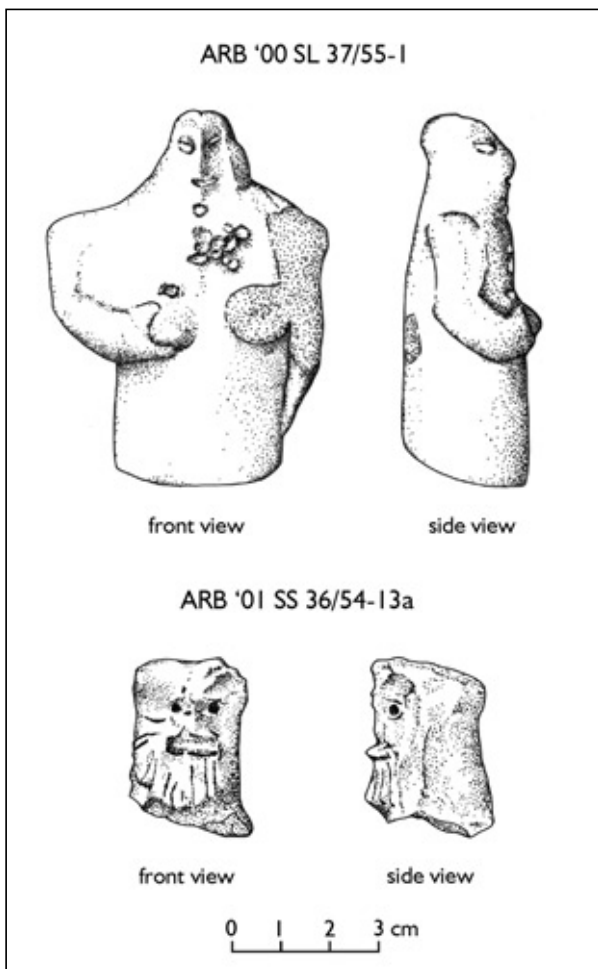 ARB ‘00 SL 37/55-1
front view side view
ARB ‘01 SS 36/54-13a
front view side view
0 1 2 3 cm